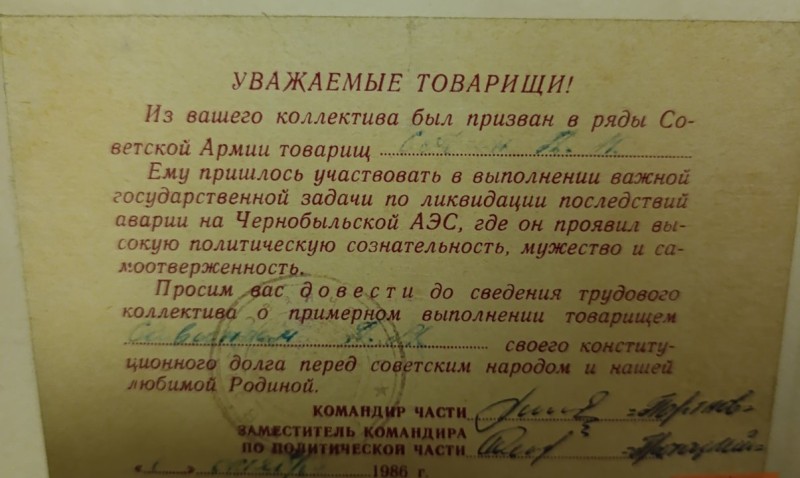 УВАЖАЕМЫЕ ТОВАРИЩИ!
Из вашего коллектива был призван в ряды Со-
ветской Армии товарищ
Ему пришлось участвовать в выполнении важной
государственной задачи по ликвидации последствий
аварии на Чернобыльской АЭС, где он проявил вы-
сокую политическую сознательность, мужество и са-
моотверженность.
Просим вас довести до сведения трудового
коллектива о примерном выполнении товарищем
своего конститу-
ционного долга перед советским народом и нашей
любимой Родиной.
КОМАНДИР ЧАСТИ
ЗАМЕСТИТЕЛЬ КОМАНДИРА
ПО ПОЛИТИЧЕСКОЙ ЧАСТИ
1986 г.